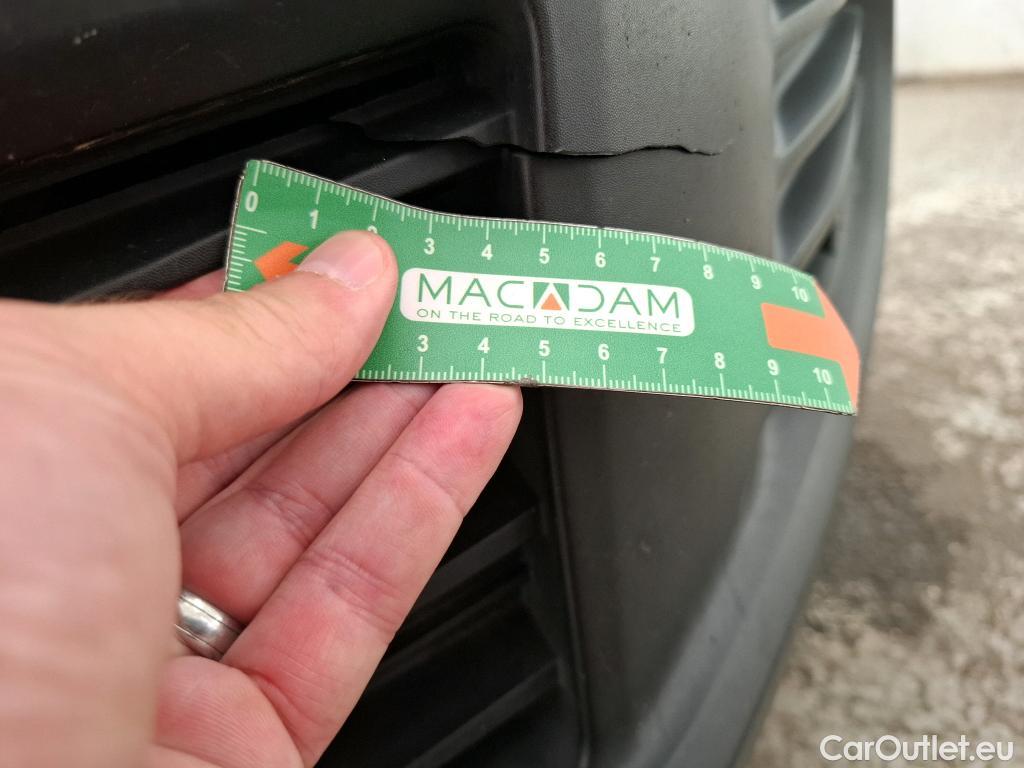 0 1 2 3 4 5 6 7 8 9 10
MACADAM
ON THE ROAD TO EXCELLENCE
3 4 5 6 7 8 9 10
CarOutlet.eu